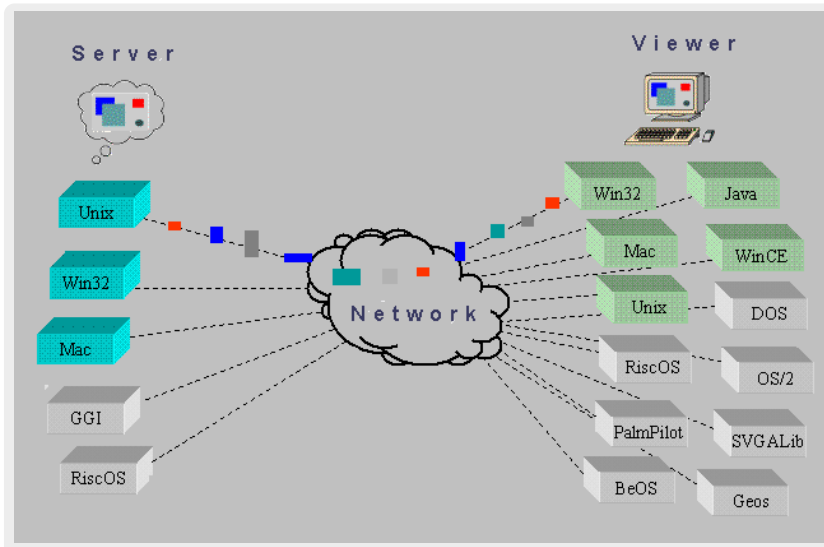 Server
Viewer
Unix
Win32
Mac
GGI
RiscOS
Network
Win32
Java
Mac
WinCE
Unix
DOS
RiscOS
OS/2
PalmPilot
SVGALib
BeOS
Geos